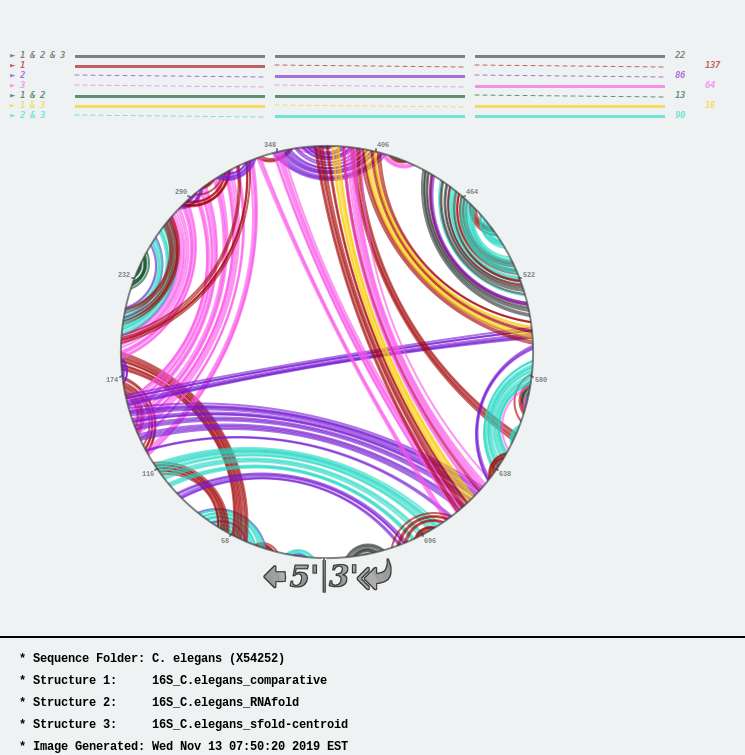 ► 1 & 2 & 3 22
► 1 137
► 2 86
► 3 64
► 1 & 2 13
► 1 & 3 10
► 2 & 3 90
348 406
290 464
232 522
174 580
116 638
58 696
5'|3'
* Sequence Folder: C. elegans (X54252)
* Structure 1: 16S_C.elegans_comparative
* Structure 2: 16S_C.elegans_RNAfold
* Structure 3: 16S_C.elegans_sfold-centroid
* Image Generated: Wed Nov 13 07:50:20 2019 EST